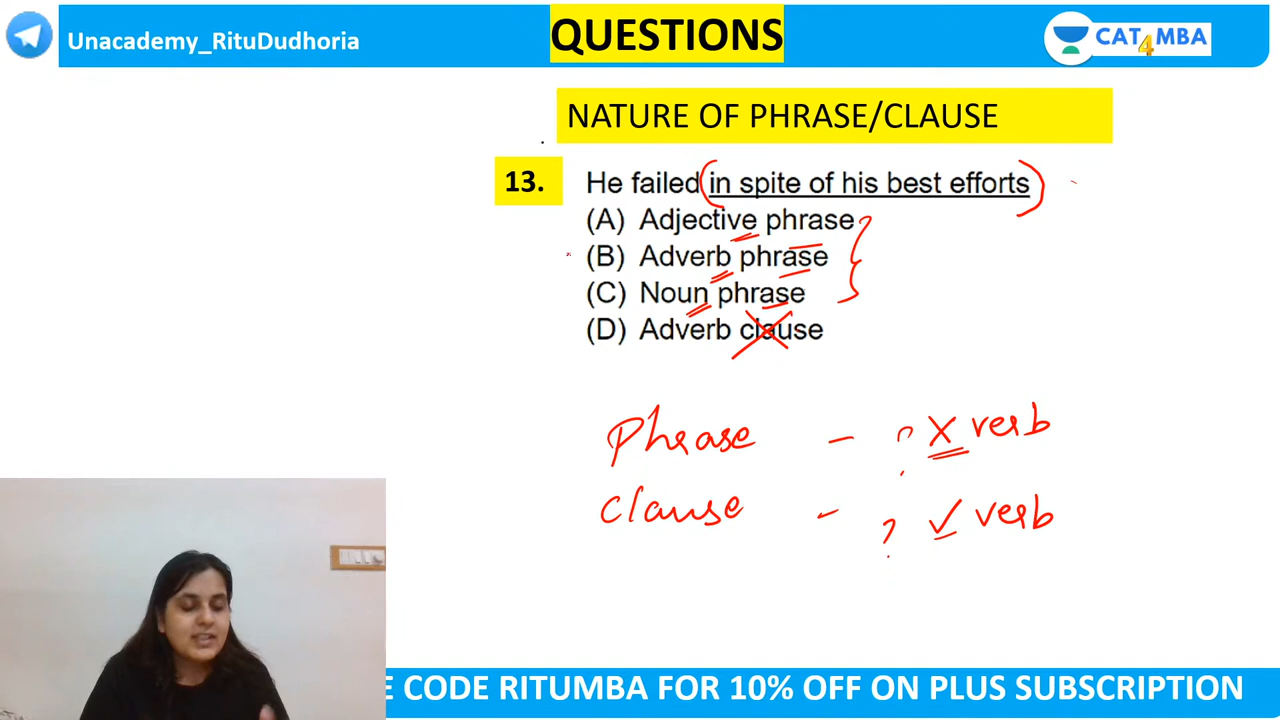 Unacademy_RituDudhoria
QUESTIONS
CAT4MBA
NATURE OF PHRASE/CLAUSE
13. He failed in spite of his best efforts
(A) Adjective phrase
(B) Adverb phrase
(C) Noun phrase
(D) Adverb clause
Phrase - ? X verb
Clause - ? ✓ verb
E CODE RITUMBA FOR 10% OFF ON PLUS SUBSCRIPTION